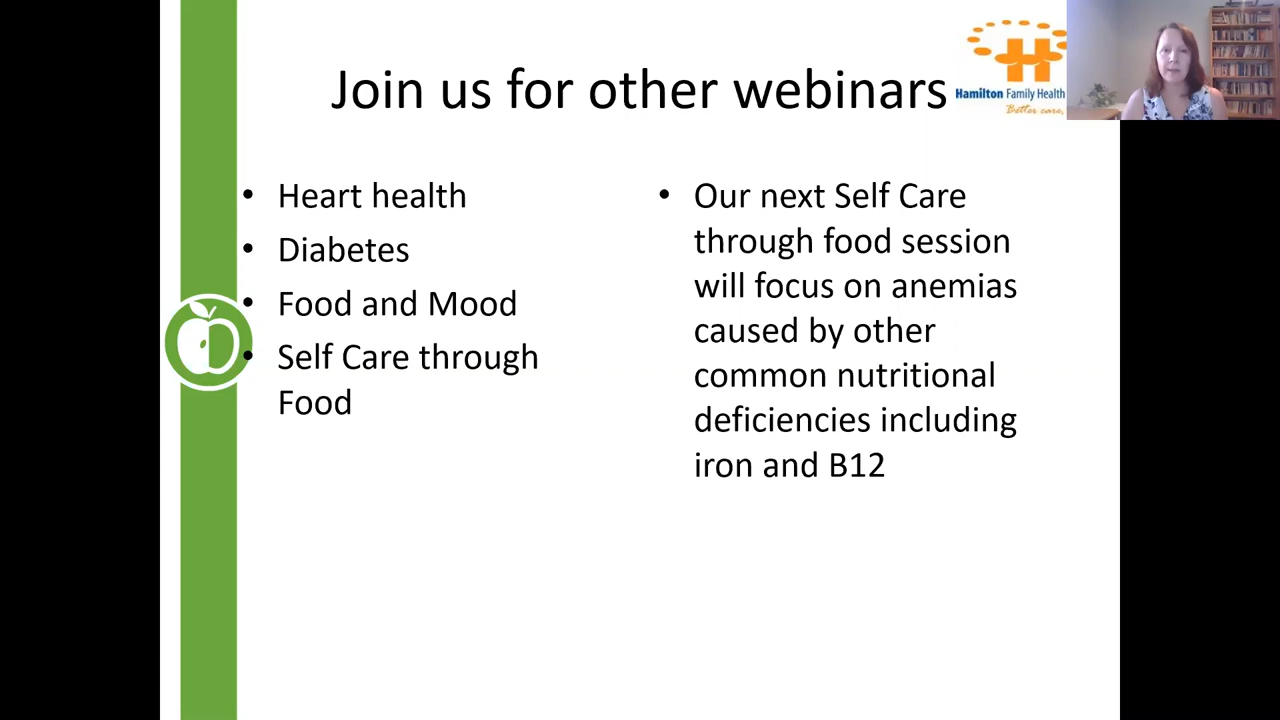 Join us for other webinars
Hamilton Family Health
Better care,
• Heart health
• Diabetes
• Food and Mood
• Self Care through
Food
• Our next Self Care
through food session
will focus on anemias
caused by other
common nutritional
deficiencies including
iron and B12